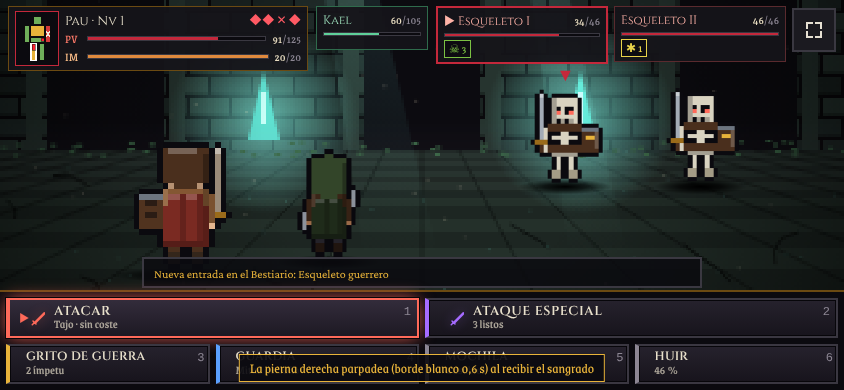 Pau · Nv 1
PV 91/125
IM 20/20
Kael 60/105
Esqueleto I 34/46
3
Esqueleto II 46/46
1
Nueva entrada en el Bestiario: Esqueleto guerrero
ATACAR 1
Tajo · sin coste
ATAQUE ESPECIAL 2
3 listos
GRITO DE GUERRA 3
2 ímpetu
GUARDIA
MOCHILA 5
HUIR 6
46 %
La pierna derecha parpadea (borde blanco 0,6 s) al recibir el sangrado